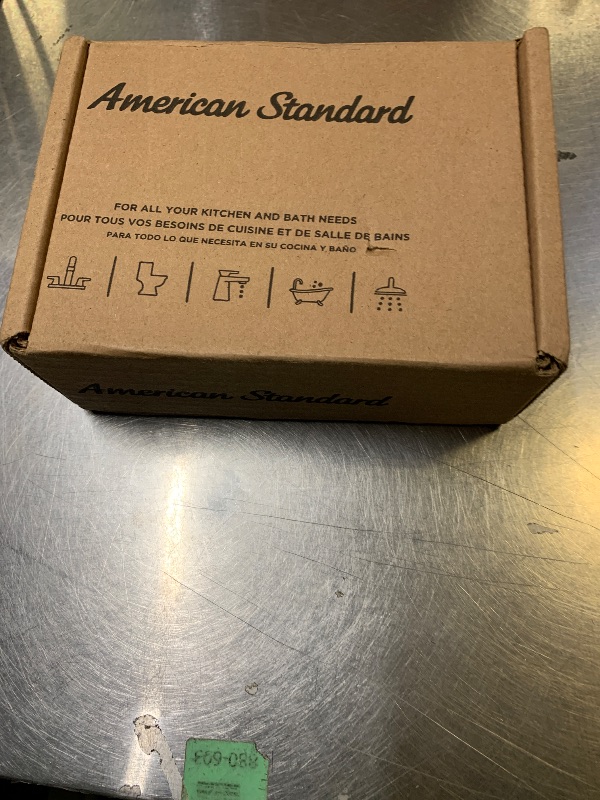 American Standard
FOR ALL YOUR KITCHEN AND BATH NEEDS
POUR TOUS VOS BESOINS DE CUISINE ET DE SALLE DE BAINS
PARA TODO LO QUE NECESITA EN SU COCINA Y BAÑO
American Standard